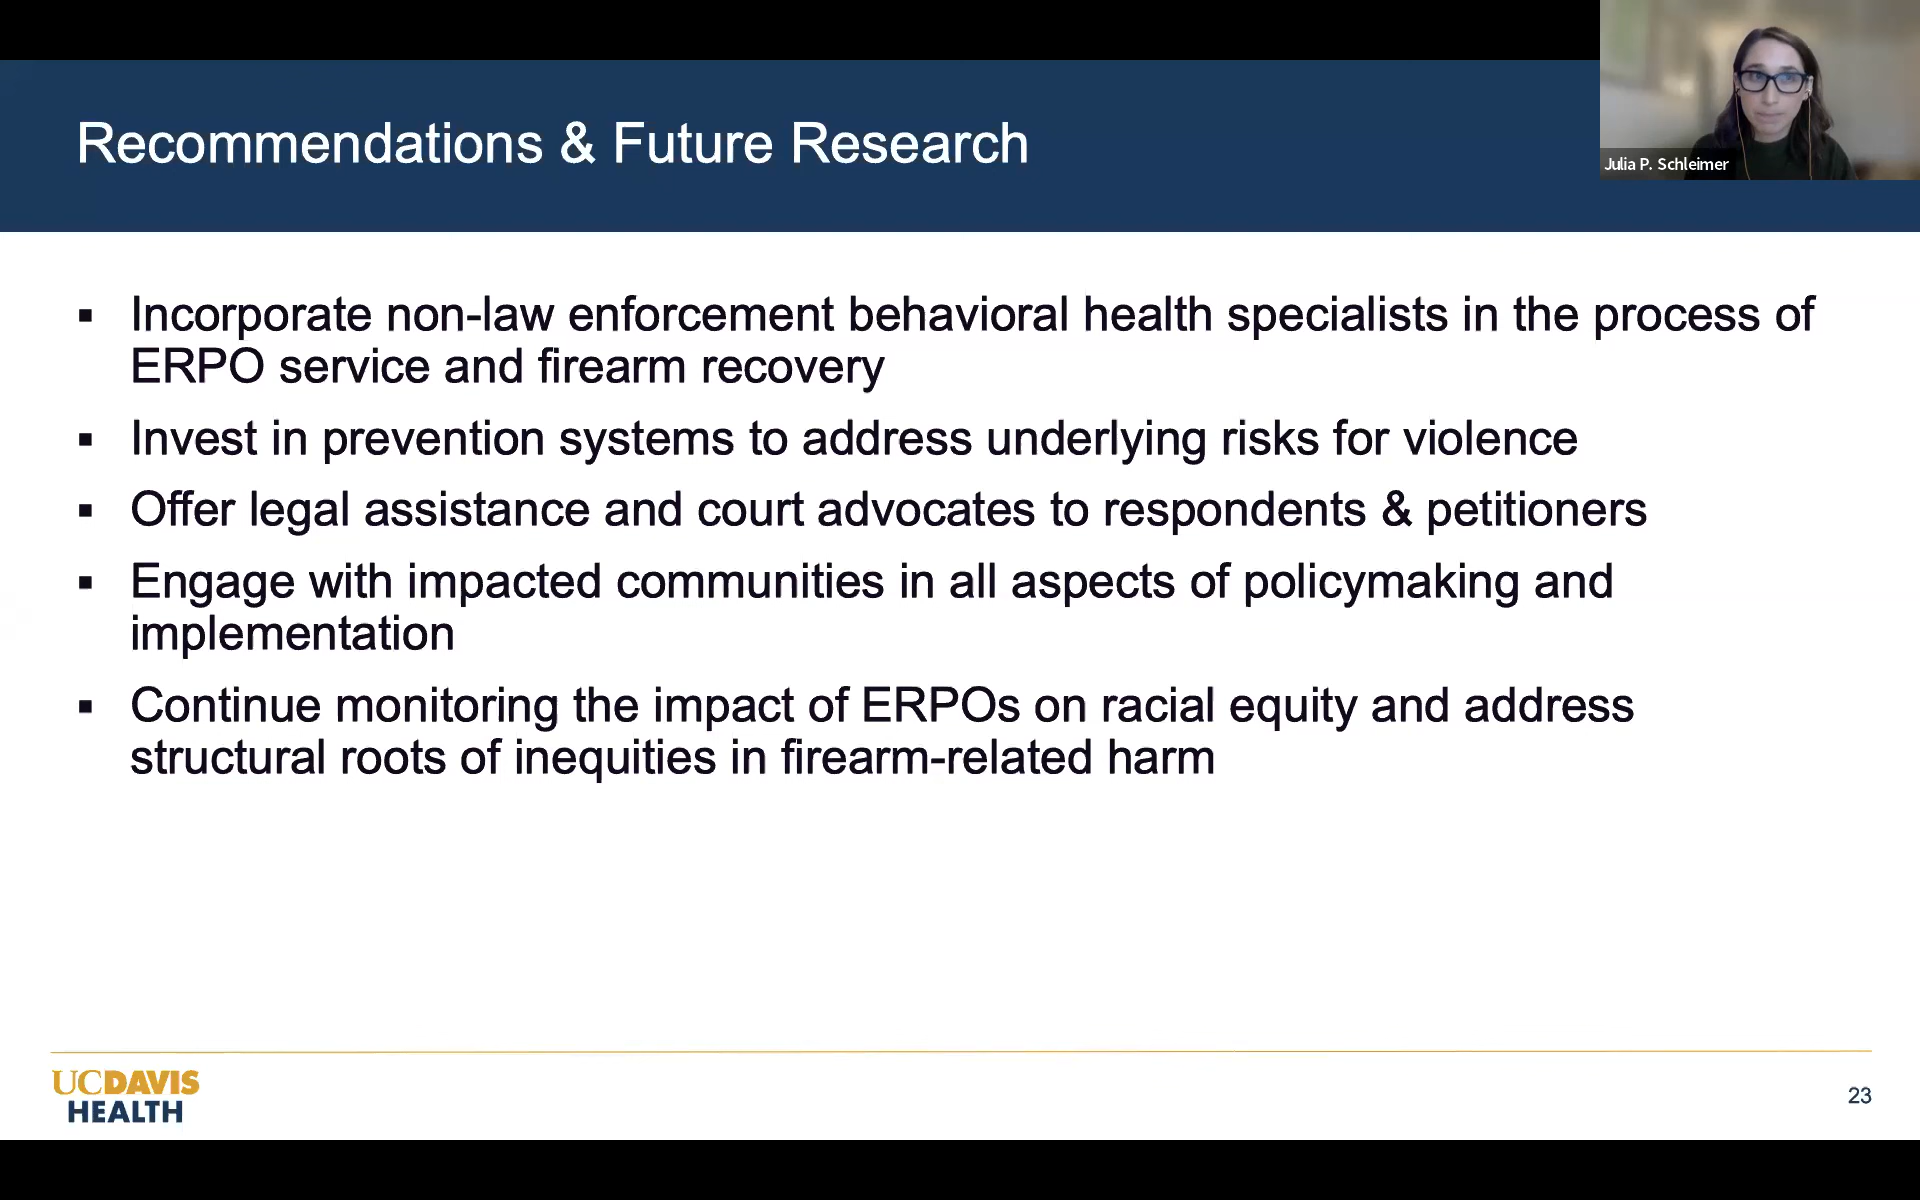 Recommendations & Future Research
Julia P. Schleimer
▪ Incorporate non-law enforcement behavioral health specialists in the process of
ERPO service and firearm recovery
▪ Invest in prevention systems to address underlying risks for violence
▪ Offer legal assistance and court advocates to respondents & petitioners
▪ Engage with impacted communities in all aspects of policymaking and
implementation
▪ Continue monitoring the impact of ERPOs on racial equity and address
structural roots of inequities in firearm-related harm
UCDAVIS
HEALTH
23